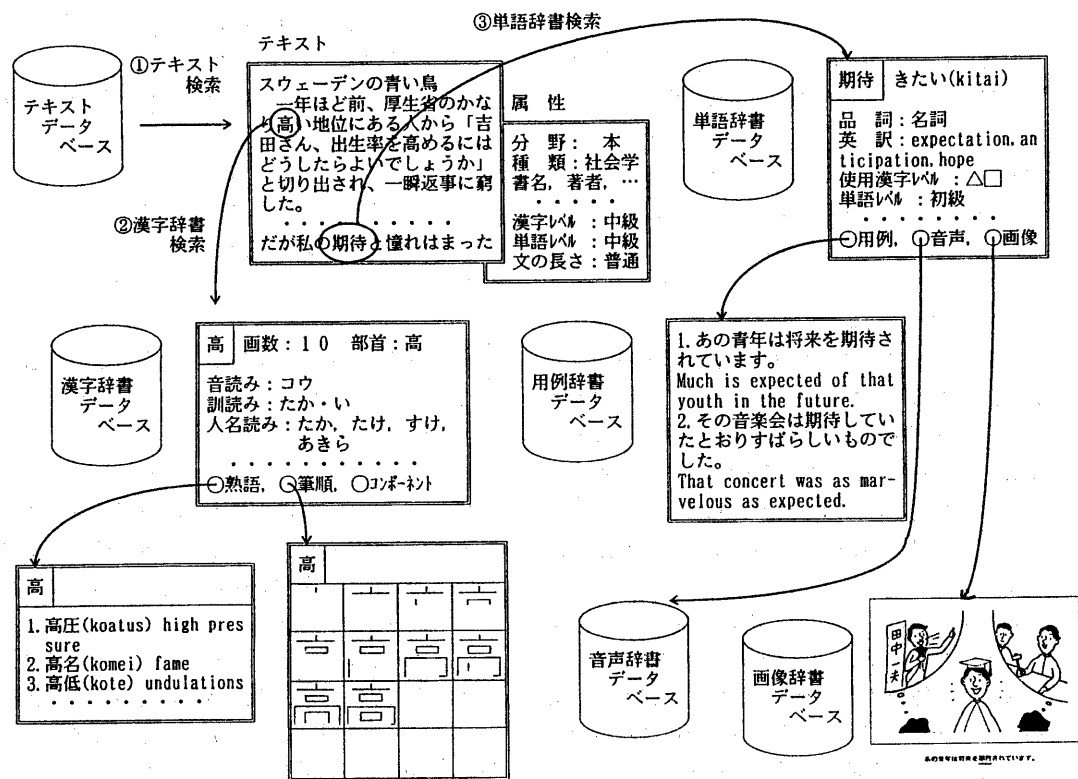 ③単語辞書検索
テキスト
①テキスト
検索
テキスト
データ
ベース
スウェーデンの青い鳥
一年ほど前、厚生省のかな
り高い地位にある人から「吉
田さん、出生率を高めるには
どうしたらよいでしょうか」
と切り出され、一瞬返事に窮
した。
・・・・・・・・・・・
だが私の期待と憧れはまった
属 性
分 野：本
種 類：社会学
書名，著者，…
・・・・・
漢字ﾚﾍﾞﾙ：中級
単語ﾚﾍﾞﾙ：中級
文の長さ：普通
単語辞書
データ
ベース
期待 きたい(kitai)
品 詞：名詞
英 訳：expectation.an
ticipation.hope
使用漢字ﾚﾍﾞﾙ：△□
単語ﾚﾍﾞﾙ：初級
・・・・・・・・・・・
○用例，○音声，○画像
②漢字辞書
検索
漢字辞書
データ
ベース
高 画数：１０ 部首：高
音読み：コウ
訓読み：たか・い
人名読み：たか，たけ，すけ，
あきら
・・・・・・・・・・・
○熟語，○筆順，○ｺﾝﾎﾟｰﾈﾝﾄ
用例辞書
データ
ベース
1.あの青年は将来を期待さ
れています。
Much is expected of that
youth in the future.
2.その音楽会は期待してい
たとおりすばらしいもので
した。
That concert was as mar-
velous as expected.
高
1.高圧(koatus) high pres
sure
2.高名(komei) fame
3.高低(kote) undulations
・・・・・・・・・
高
音声辞書
データ
ベース
画像辞書
データ
ベース
田中一夫
あの青年は将来を期待されています。